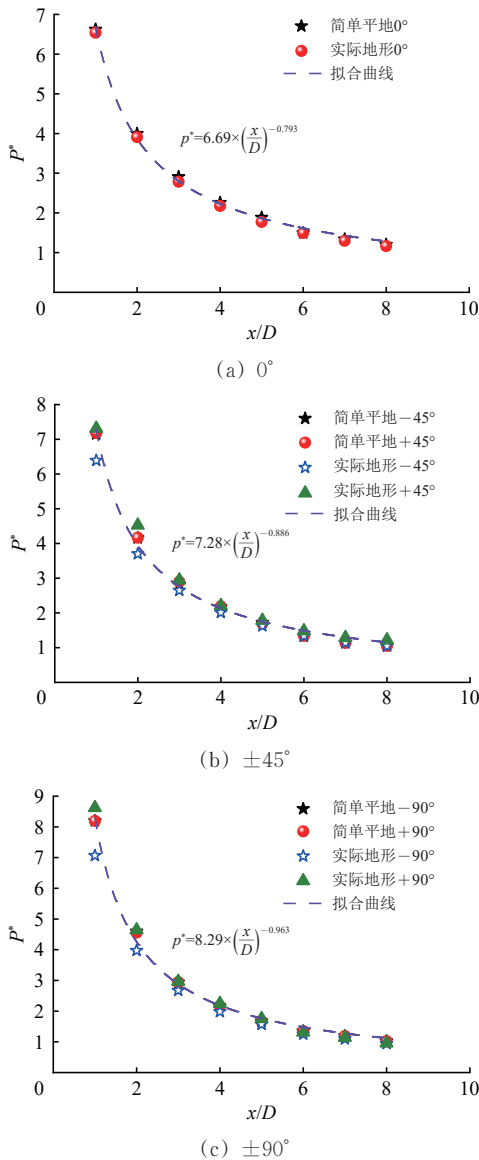 7
6
5
4
3
2
1
0
P*
简单平地0°
实际地形0°
拟合曲线
p*=6.69×(x/D)^−0.793
2 4 6 8 10
x/D
(a) 0°
8
7
6
5
4
3
2
1
0
P*
简单平地−45°
简单平地+45°
实际地形−45°
实际地形+45°
拟合曲线
p*=7.28×(x/D)^−0.886
2 4 6 8 10
x/D
(b) ±45°
9
8
7
6
5
4
3
2
1
0
P*
简单平地−90°
简单平地+90°
实际地形−90°
实际地形+90°
拟合曲线
p*=8.29×(x/D)^−0.963
2 4 6 8 10
x/D
(c) ±90°